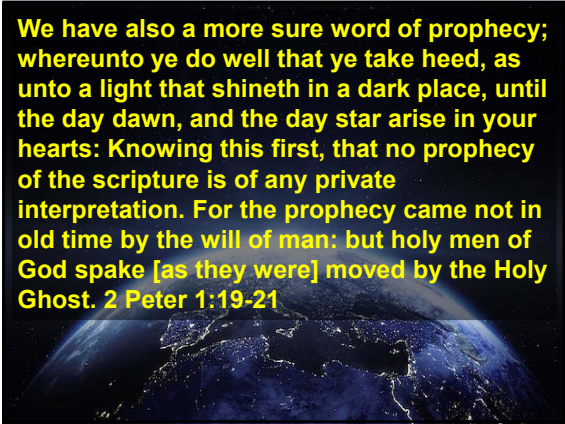 We have also a more sure word of prophecy;
whereunto ye do well that ye take heed, as
unto a light that shineth in a dark place, until
the day dawn, and the day star arise in your
hearts: Knowing this first, that no prophecy
of the scripture is of any private
interpretation. For the prophecy came not in
old time by the will of man: but holy men of
God spake [as they were] moved by the Holy
Ghost. 2 Peter 1:19-21